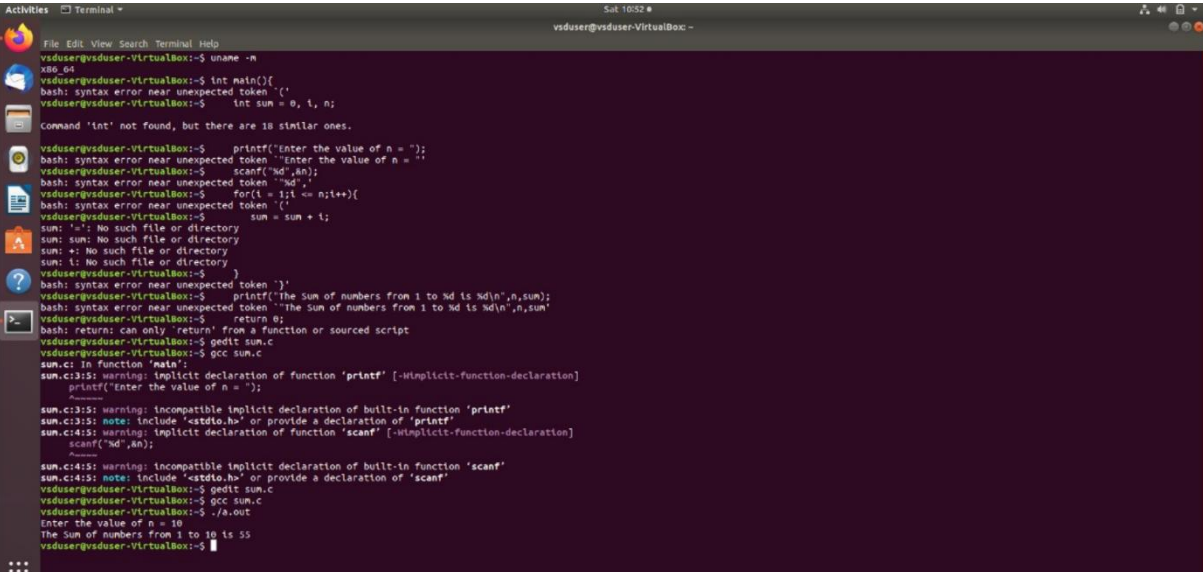 Activities
Terminal
Sat 10:52
vsduser@vsduser-VirtualBox: ~
File Edit View Search Terminal Help
vsduser@vsduser-VirtualBox:~$ uname -m
x86_64
vsduser@vsduser-VirtualBox:~$ int main(){
bash: syntax error near unexpected token `('
vsduser@vsduser-VirtualBox:~$     int sum = 0, i, n;
Command 'int' not found, but there are 18 similar ones.
vsduser@vsduser-VirtualBox:~$     printf("Enter the value of n = ");
bash: syntax error near unexpected token `"Enter the value of n = "'
vsduser@vsduser-VirtualBox:~$     scanf("%d",&n);
bash: syntax error near unexpected token `"%d",'
vsduser@vsduser-VirtualBox:~$     for(i = 1;i <= n;i++){
bash: syntax error near unexpected token `('
vsduser@vsduser-VirtualBox:~$        sum = sum + i;
sum: '=': No such file or directory
sum: sum: No such file or directory
sum: +: No such file or directory
sum: i: No such file or directory
vsduser@vsduser-VirtualBox:~$     }
bash: syntax error near unexpected token `}'
vsduser@vsduser-VirtualBox:~$     printf("The Sum of numbers from 1 to %d is %d\n",n,sum);
bash: syntax error near unexpected token `"The Sum of numbers from 1 to %d is %d\n",n,sum'
vsduser@vsduser-VirtualBox:~$     return 0;
bash: return: can only `return' from a function or sourced script
vsduser@vsduser-VirtualBox:~$ gedit sum.c
vsduser@vsduser-VirtualBox:~$ gcc sum.c
sum.c: In function ‘main’:
sum.c:3:5: warning: implicit declaration of function ‘printf’ [-Wimplicit-function-declaration]
     printf("Enter the value of n = ");
     ^~~~~~
sum.c:3:5: warning: incompatible implicit declaration of built-in function ‘printf’
sum.c:3:5: note: include ‘<stdio.h>’ or provide a declaration of ‘printf’
sum.c:4:5: warning: implicit declaration of function ‘scanf’ [-Wimplicit-function-declaration]
     scanf("%d",&n);
     ^~~~~
sum.c:4:5: warning: incompatible implicit declaration of built-in function ‘scanf’
sum.c:4:5: note: include ‘<stdio.h>’ or provide a declaration of ‘scanf’
vsduser@vsduser-VirtualBox:~$ gedit sum.c
vsduser@vsduser-VirtualBox:~$ gcc sum.c
vsduser@vsduser-VirtualBox:~$ ./a.out
Enter the value of n = 10
The Sum of numbers from 1 to 10 is 55
vsduser@vsduser-VirtualBox:~$